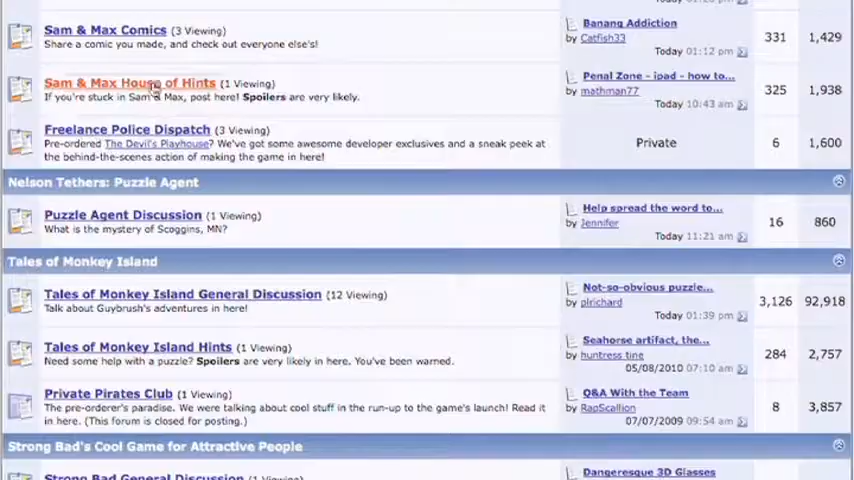 Sam & Max Comics (3 Viewing)
Share a comic you made, and check out everyone else's!
Banang Addiction
by Catfish33
Today 01:12 pm
331
1,429
Sam & Max House of Hints (1 Viewing)
If you're stuck in Sam & Max, post here! Spoilers are very likely.
Penal Zone - ipad - how to...
by mathman77
Today 10:43 am
325
1,938
Freelance Police Dispatch (3 Viewing)
Pre-ordered The Devil's Playhouse? We've got some awesome developer exclusives and a sneak peek at
the behind-the-scenes action of making the game in here!
Private
6
1,600
Nelson Tethers: Puzzle Agent
Puzzle Agent Discussion (1 Viewing)
What is the mystery of Scoggins, MN?
Help spread the word to...
by Jennifer
Today 11:21 am
16
860
Tales of Monkey Island
Tales of Monkey Island General Discussion (12 Viewing)
Talk about Guybrush's adventures in here!
Not-so-obvious puzzle...
by plrichard
Today 01:39 pm
3,126
92,918
Tales of Monkey Island Hints (1 Viewing)
Need some help with a puzzle? Spoilers are very likely in here. You've been warned.
Seahorse artifact, the...
by huntress tine
05/08/2010 07:10 am
284
2,757
Private Pirates Club (1 Viewing)
The pre-orderer's paradise. We were talking about cool stuff in the run-up to the game's launch! Read it
in here. (This forum is closed for posting.)
Q&A With the Team
by RapScallion
07/07/2009 09:54 am
8
3,857
Strong Bad's Cool Game for Attractive People
Strong Bad General Discussion (1 Viewing)
Dangeresque 3D Glasses